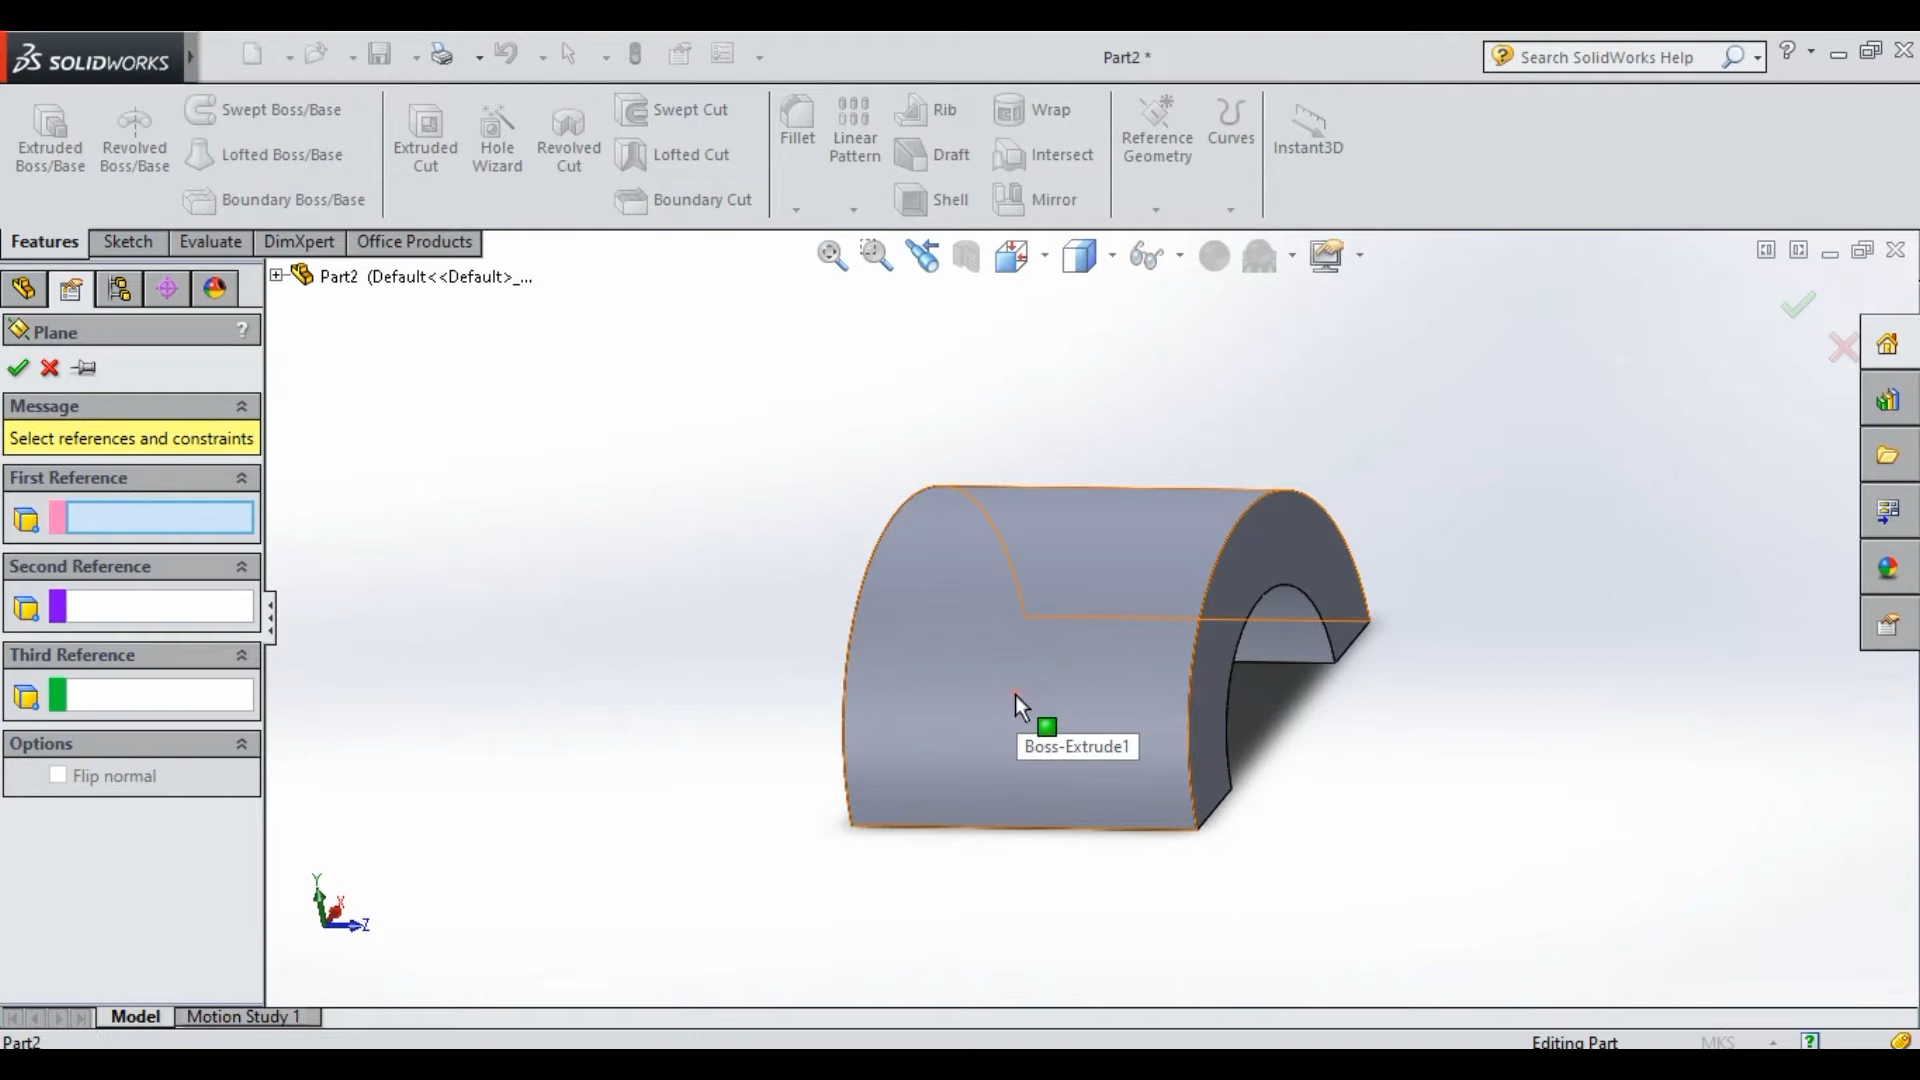 SOLIDWORKS
Part2 *
Search SolidWorks Help
Extruded Boss/Base
Revolved Boss/Base
Swept Boss/Base
Lofted Boss/Base
Boundary Boss/Base
Extruded Cut
Hole Wizard
Revolved Cut
Swept Cut
Lofted Cut
Boundary Cut
Fillet
Linear Pattern
Rib
Draft
Shell
Wrap
Intersect
Mirror
Reference Geometry
Curves
Instant3D
Features
Sketch
Evaluate
DimXpert
Office Products
Part2 (Default<<Default>_...
Plane
?
Message
Select references and constraints
First Reference
Second Reference
Third Reference
Options
Flip normal
Boss-Extrude1
Y
X
Z
Model
Motion Study 1
Part2
Editing Part
MKS
?